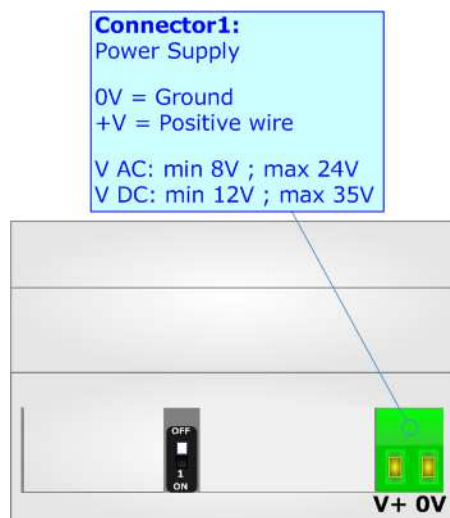 Connector1:
Power Supply
0V = Ground
+V = Positive wire
V AC: min 8V ; max 24V
V DC: min 12V ; max 35V
OFF
1
ON
V+ 0V